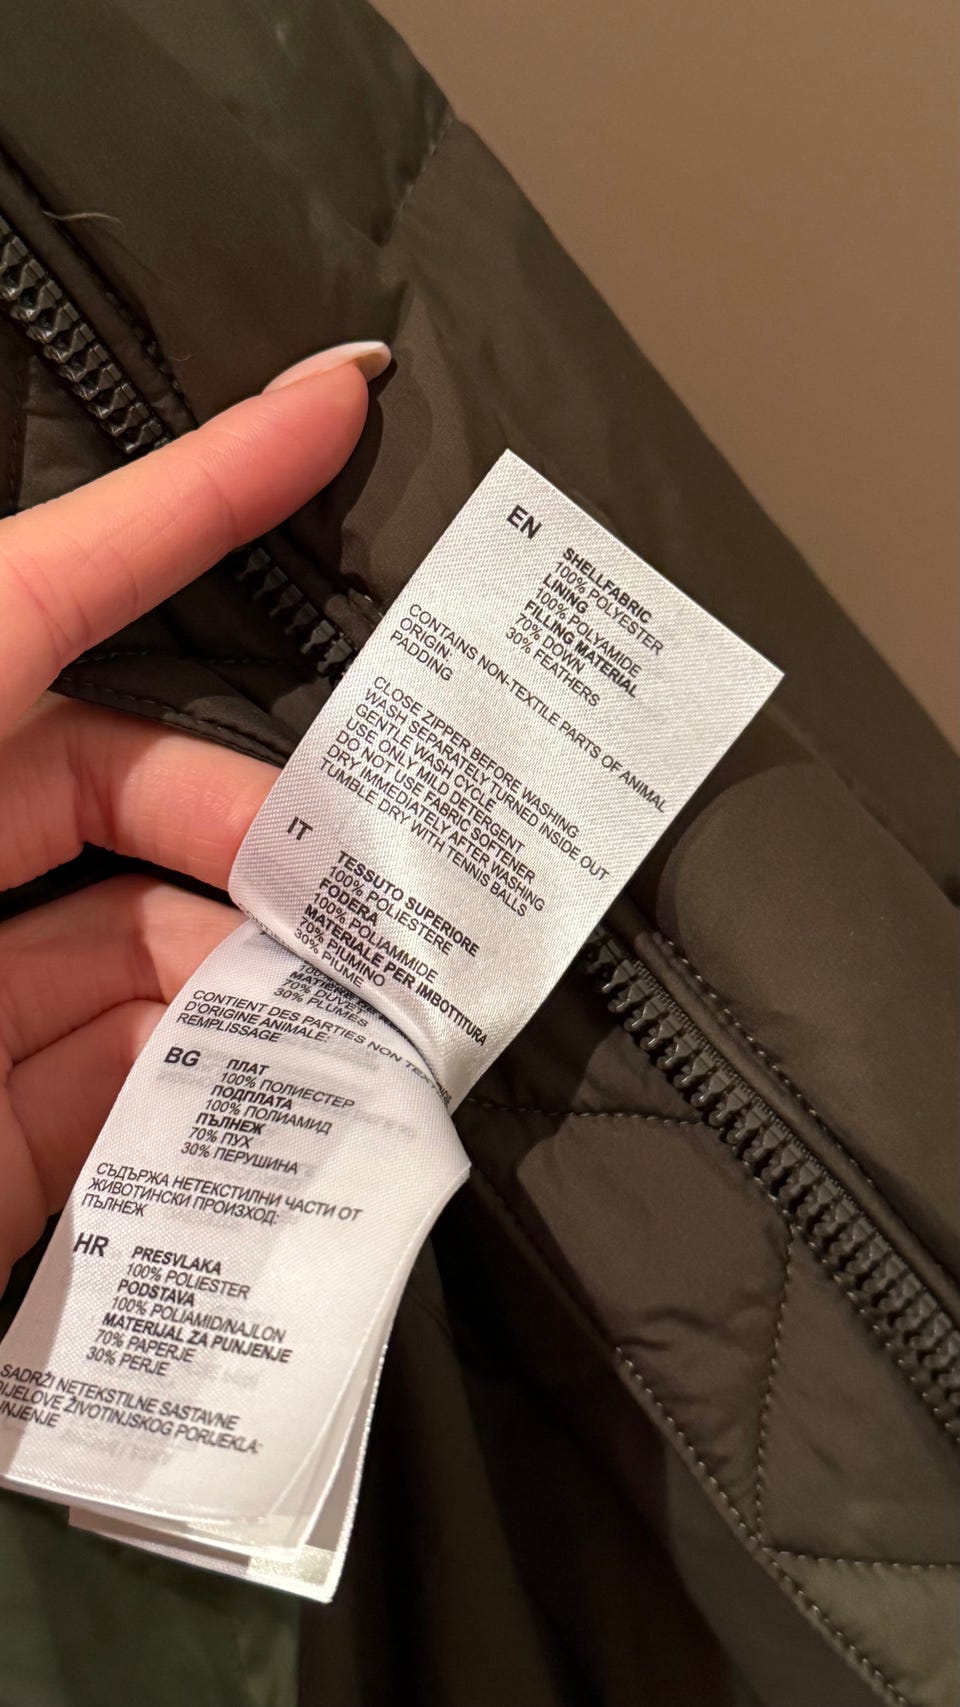 EN
SHELLFABRIC
100% POLYESTER
LINING
100% POLYAMIDE
FILLING MATERIAL
70% DOWN
30% FEATHERS
CONTAINS NON-TEXTILE PARTS OF ANIMAL
ORIGIN:
PADDING
CLOSE ZIPPER BEFORE WASHING
WASH SEPARATELY TURNED INSIDE OUT
GENTLE WASH CYCLE
USE ONLY MILD DETERGENT
DO NOT USE FABRIC SOFTENER
DRY IMMEDIATELY AFTER WASHING
TUMBLE DRY WITH TENNIS BALLS
IT
TESSUTO SUPERIORE
100% POLIESTERE
FODERA
100% POLIAMMIDE
MATERIALE PER IMBOTTITURA
70% PIUMINO
30% PIUME
MATIÈRE DE
70% DUVET
30% PLUMES
CONTIENT DES PARTIES NON
D'ORIGINE ANIMALE:
REMPLISSAGE
BG
ПЛАТ
100% ПОЛИЕСТЕР
ПОДПЛАТА
100% ПОЛИАМИД
ПЪЛНЕЖ
70% ПУХ
30% ПЕРУШИНА
СЪДЪРЖА НЕТЕКСТИЛНИ ЧАСТИ ОТ
ЖИВОТИНСКИ ПРОИЗХОД:
ПЪЛНЕЖ
HR
PRESVLAKA
100% POLIESTER
PODSTAVA
100% POLIAMID/NAJLON
MATERIJAL ZA PUNJENJE
70% PAPERJE
30% PERJE
SADRŽI NETEKSTILNE SASTAVNE
DIJELOVE ŽIVOTINJSKOG PORIJEKLA: